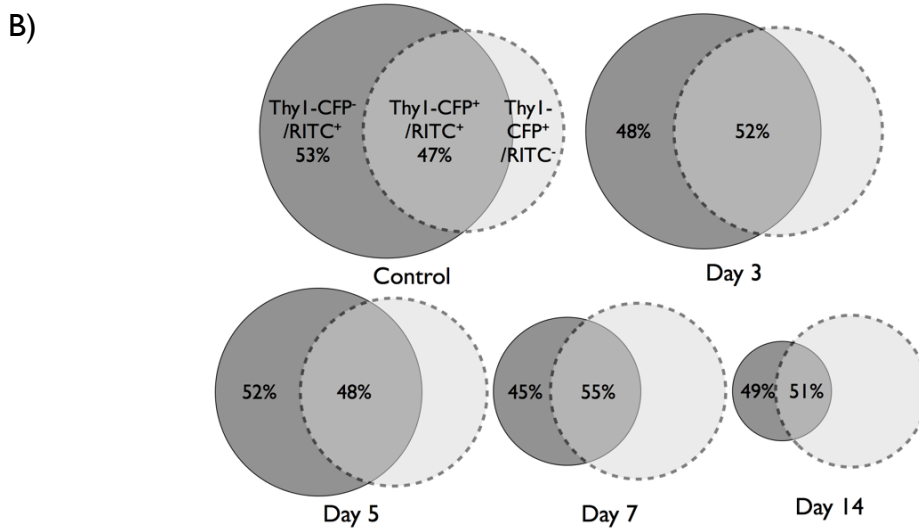 B)
Thy1-CFP⁻
/RITC⁺
53%
Thy1-CFP⁺
/RITC⁺
47%
Thy1-
CFP⁺
/RITC⁻
Control
48%
52%
Day 3
52%
48%
Day 5
45%
55%
Day 7
49%
51%
Day 14